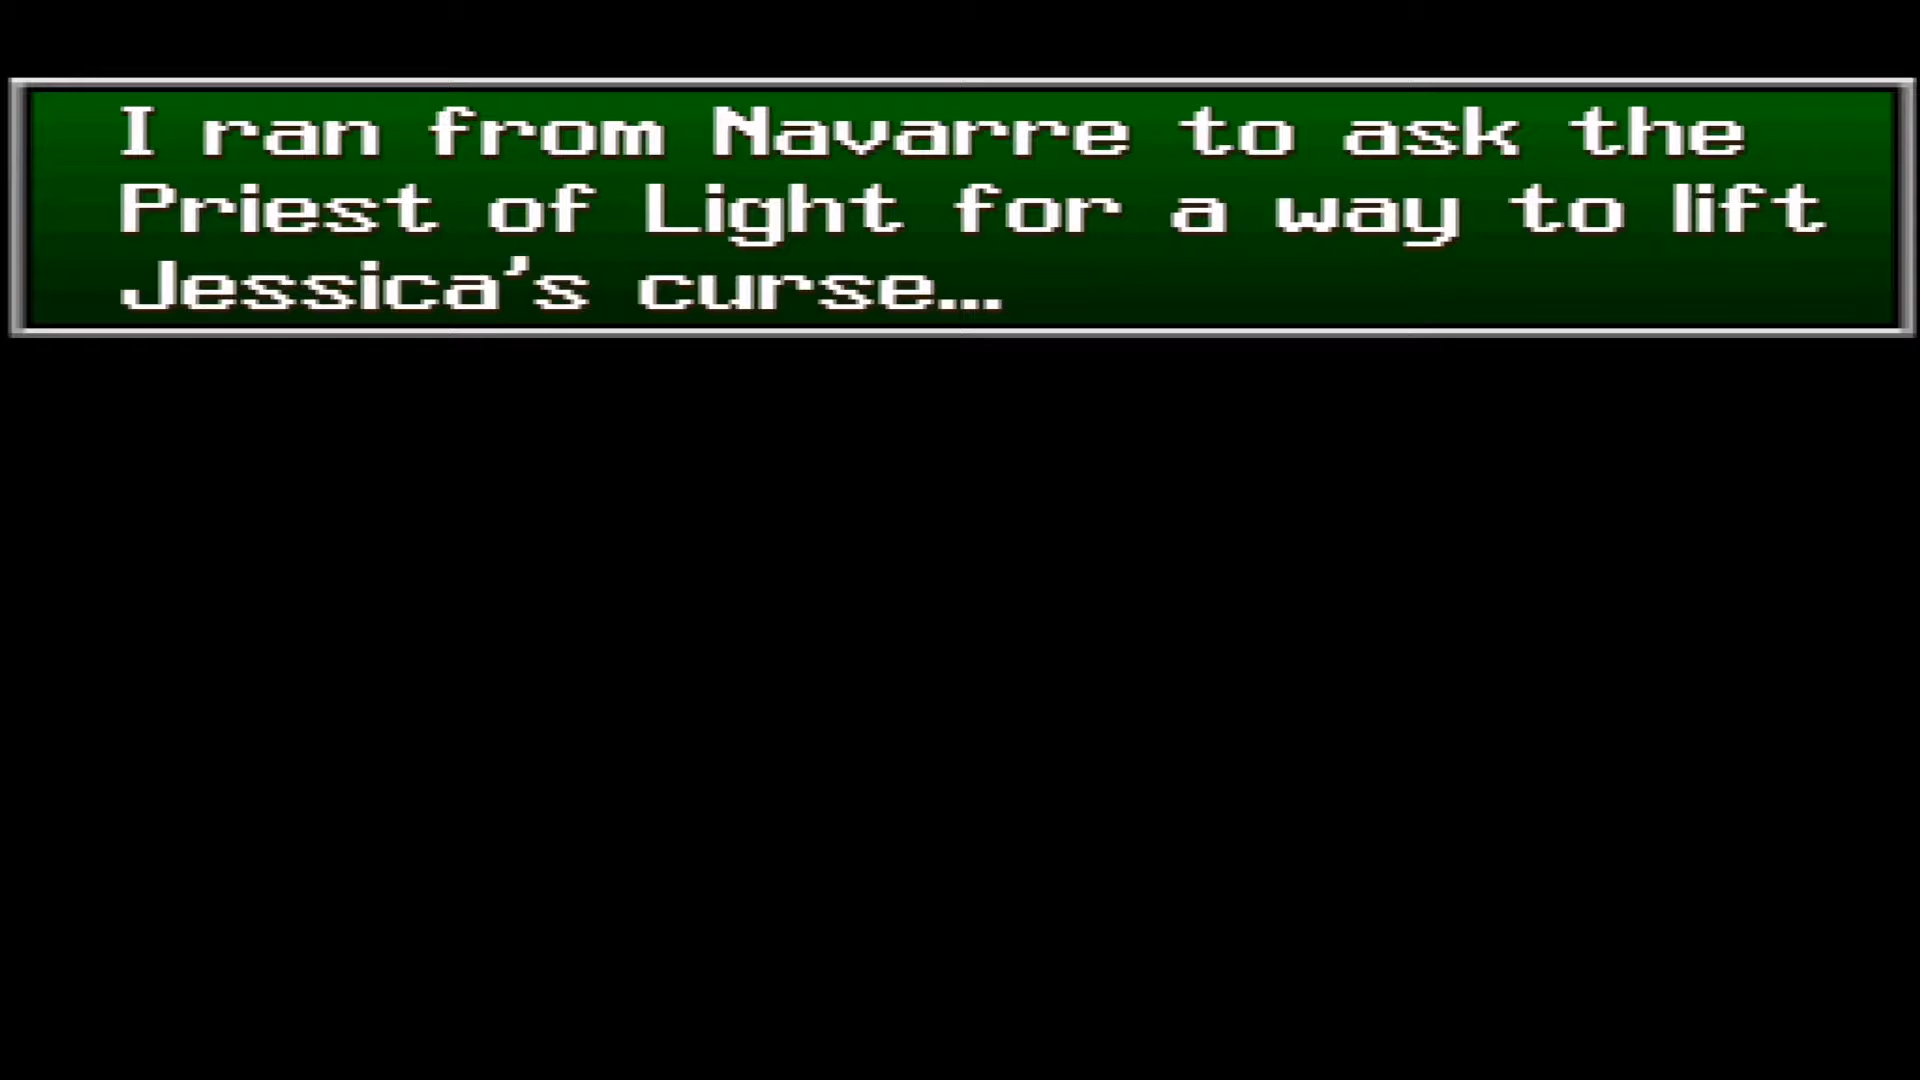 I ran from Navarre to ask the
Priest of Light for a way to lift
Jessica's curse...